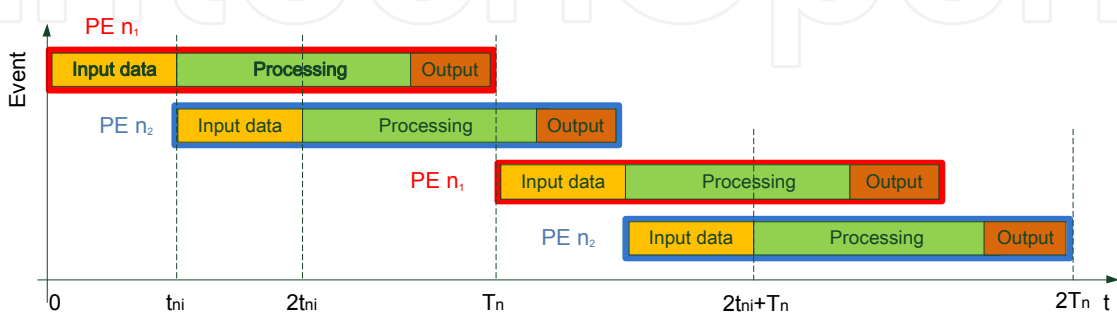 PE n₁
Event
Input data Processing Output
PE n₂ Input data Processing Output
PE n₁ Input data Processing Output
PE n₂ Input data Processing Output
0 tni 2tni Tn 2tni+Tn 2Tn t